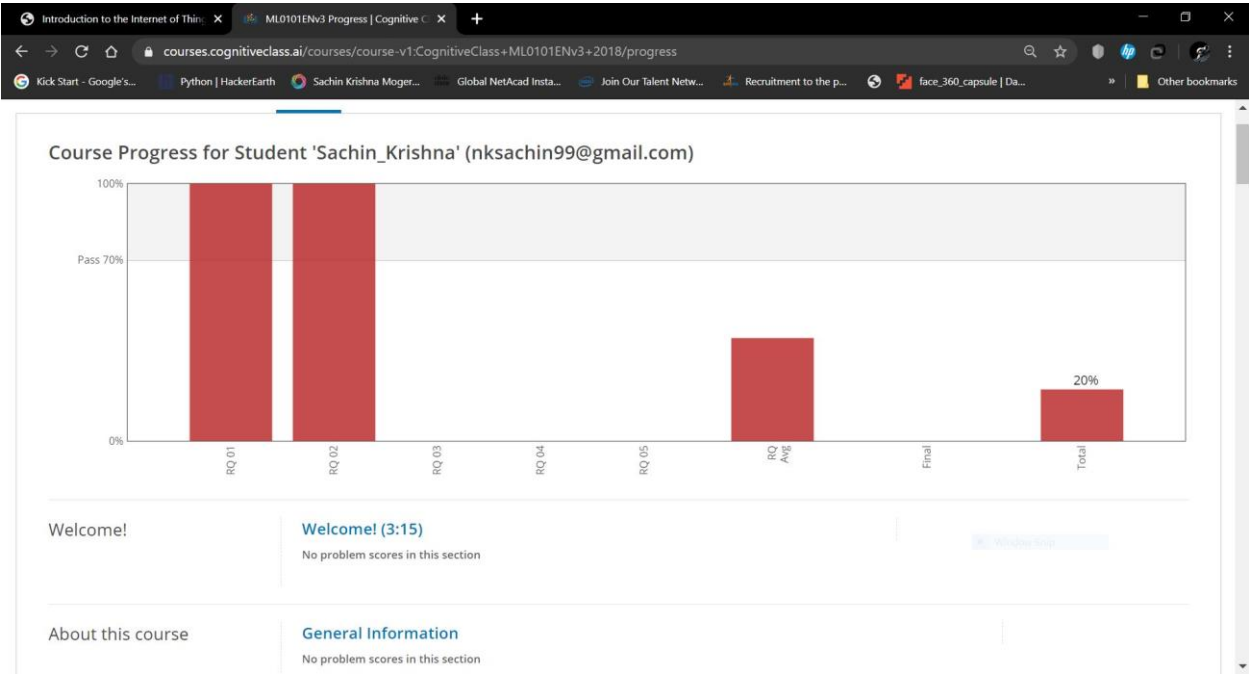 Introduction to the Internet of Thing
ML0101ENv3 Progress | Cognitive C
courses.cognitiveclass.ai/courses/course-v1:CognitiveClass+ML0101ENv3+2018/progress
Kick Start - Google's... Python | HackerEarth Sachin Krishna Moger... Global NetAcad Insta... Join Our Talent Netw... Recruitment to the p... face_360_capsule | Da... » Other bookmarks
Course Progress for Student 'Sachin_Krishna' (nksachin99@gmail.com)
100%
Pass 70%
20%
0%
RQ 01
RQ 02
RQ 03
RQ 04
RQ 05
RQ
Avg
Final
Total
Welcome!
Welcome! (3:15)
No problem scores in this section
Window Snip
About this course
General Information
No problem scores in this section